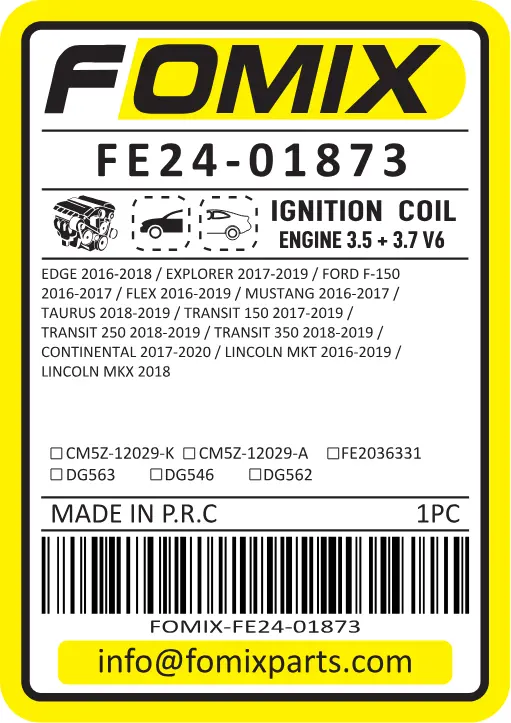 FOMIX
FE24-01873
IGNITION COIL
ENGINE 3.5 + 3.7 V6
EDGE 2016-2018 / EXPLORER 2017-2019 / FORD F-150
2016-2017 / FLEX 2016-2019 / MUSTANG 2016-2017 /
TAURUS 2018-2019 / TRANSIT 150 2017-2019 /
TRANSIT 250 2018-2019 / TRANSIT 350 2018-2019 /
CONTINENTAL 2017-2020 / LINCOLN MKT 2016-2019 /
LINCOLN MKX 2018
☐CM5Z-12029-K ☐CM5Z-12029-A ☐FE2036331
☐DG563 ☐DG546 ☐DG562
MADE IN P.R.C 1PC
FOMIX-FE24-01873
info@fomixparts.com